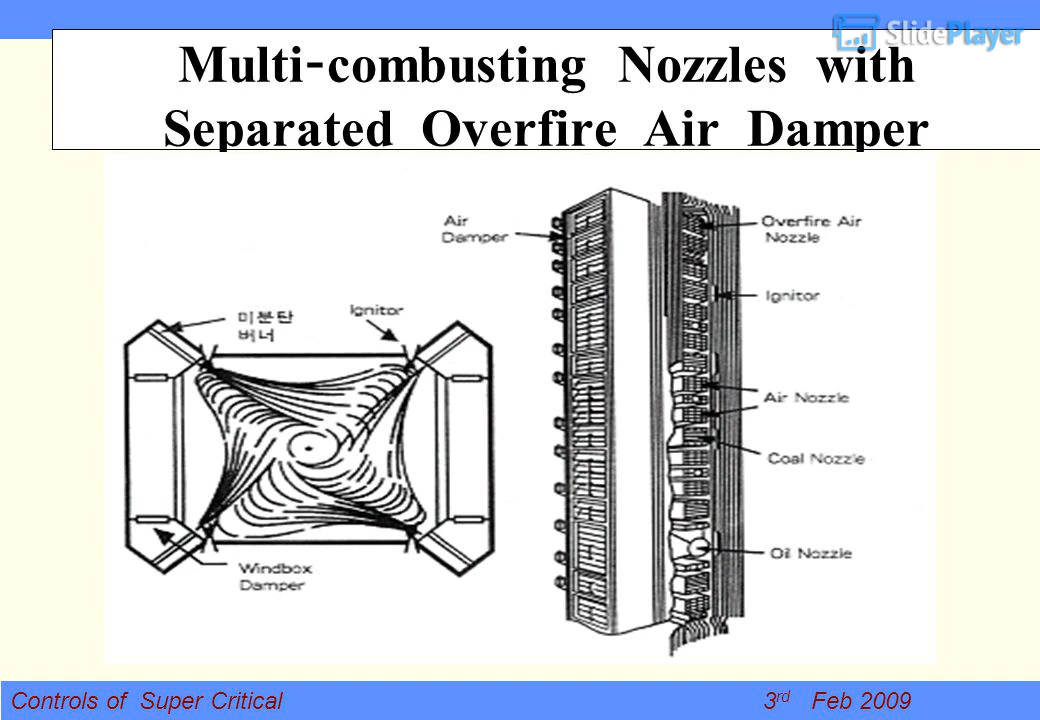 SlidePlayer
Multi-combusting Nozzles with
Separated Overfire Air Damper
미분탄
버너
Ignitor
Windbox
Damper
Air
Damper
Overfire Air
Nozzle
Ignitor
Air Nozzle
Coal Nozzle
Oil Nozzle
Controls of Super Critical
3rd Feb 2009